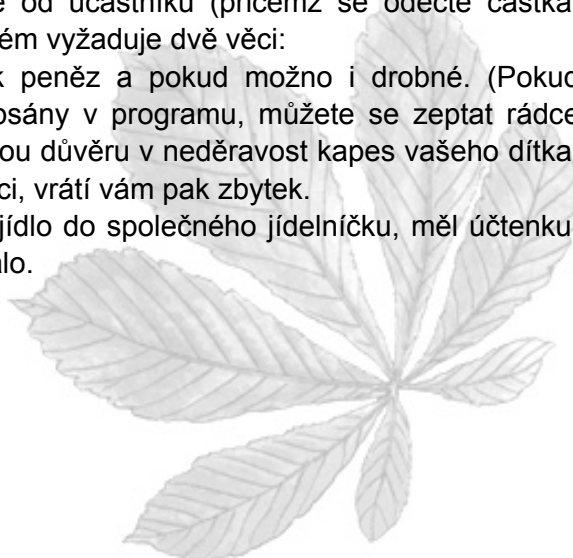 od účastníků (přičemž se odečte částka
ém vyžaduje dvě věci:
k peněz a pokud možno i drobné. (Pokud
psány v programu, můžete se zeptat rádce
ou důvěru v neděravost kapes vašeho dítka
ci, vrátí vám pak zbytek.
jídlo do společného jídelníčku, měl účtenku
alo.